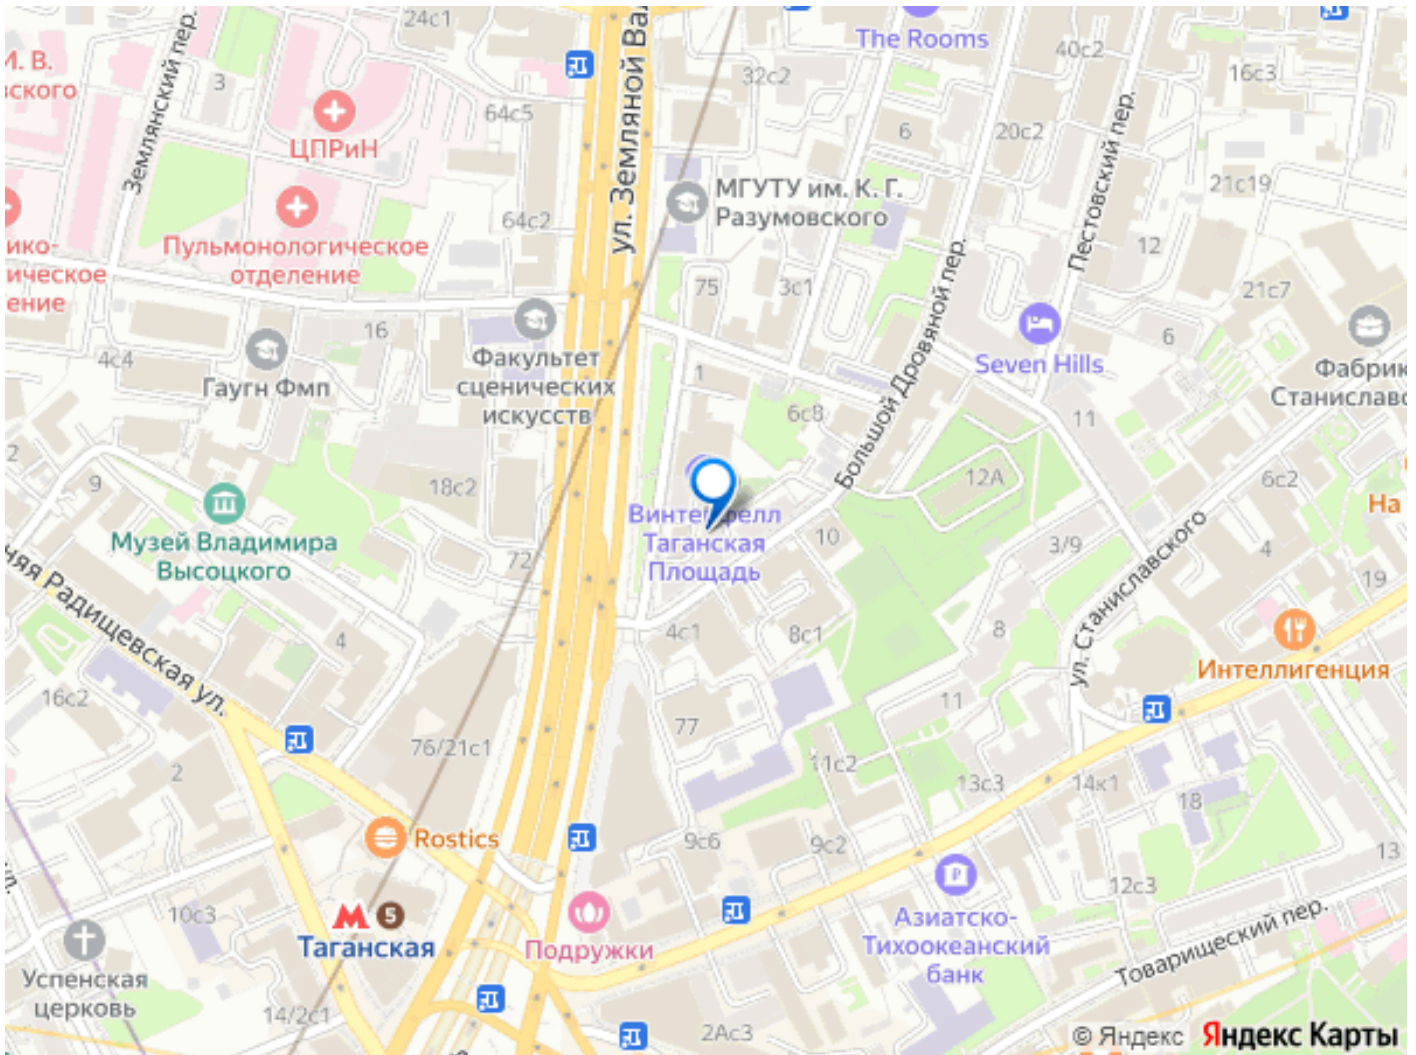 24с1
The Rooms
40с2
И. В.
3
32с2
16с3
Землянский пер.
64с5
ул. Земляной Вал
6
20с2
Пестовский пер.
ЦПРиН
21с19
МГУТУ им. К. Г.
Разумовского
64с2
Пульмонологическое
отделение
12
75
3с1
21с7
Большой Дровяной пер.
16
6
4с4
Факультет
сценических
искусств
Гаугн Фмп
1
Seven Hills
Фабрик
Станиславс
6с8
11
2
9
18с2
12А
6с2
На
Винтерфелл
Таганская
Площадь
Музей Владимира
Высоцкого
72
10
3/9
4
ул. Станиславского
19
няя Радищевская ул.
4
4с1
8с1
8
Интеллигенция
16с2
11
77
76/21с1
2
11с2
13с3
14к1
18
Rostics
9с6
9с2
13
12с3
10с3
5
Таганская
Подружки
Азиатско-
Тихоокеанский
банк
Товарищеский пер.
Успенская
церковь
14/2с1
2Ас3
© Яндекс Яндекс Карты